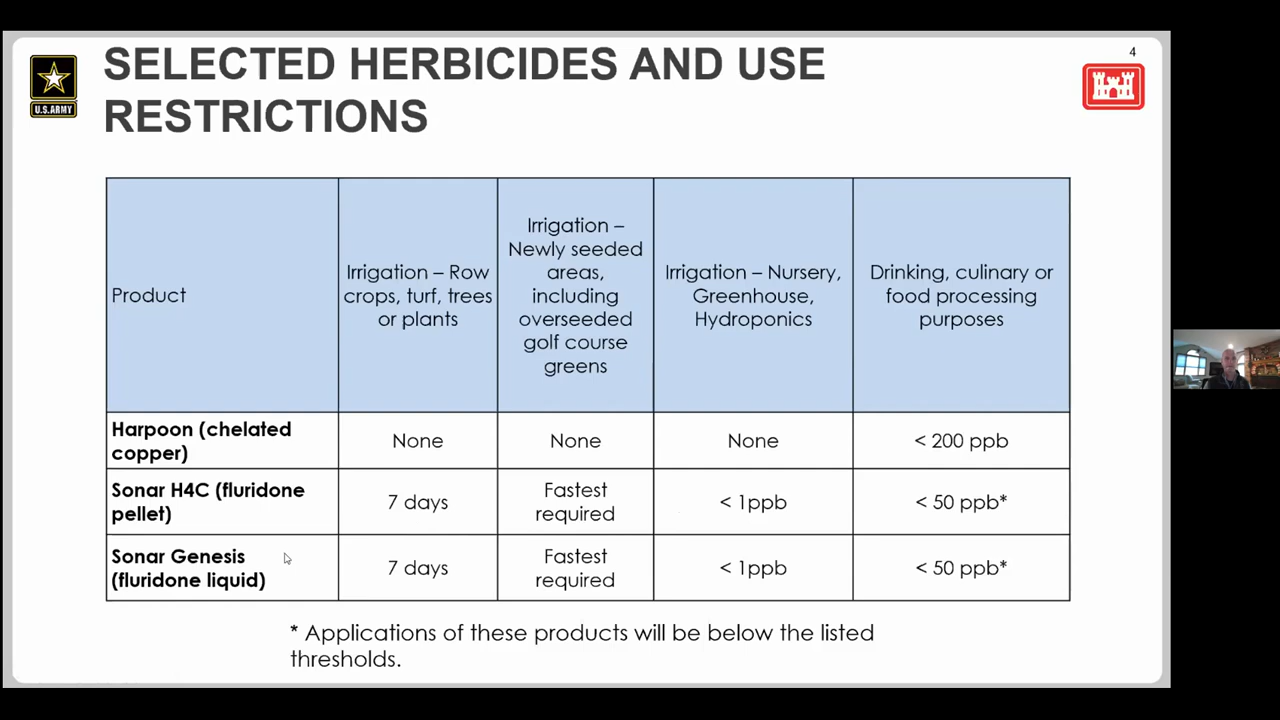 4
SELECTED HERBICIDES AND USE
RESTRICTIONS
U.S.ARMY
Product
Irrigation – Row
crops, turf, trees
or plants
Irrigation –
Newly seeded
areas,
including
overseeded
golf course
greens
Irrigation – Nursery,
Greenhouse,
Hydroponics
Drinking, culinary or
food processing
purposes
Harpoon (chelated
copper)
None
None
None
< 200 ppb
Sonar H4C (fluridone
pellet)
7 days
Fastest
required
< 1ppb
< 50 ppb*
Sonar Genesis
(fluridone liquid)
7 days
Fastest
required
< 1ppb
< 50 ppb*
* Applications of these products will be below the listed
thresholds.